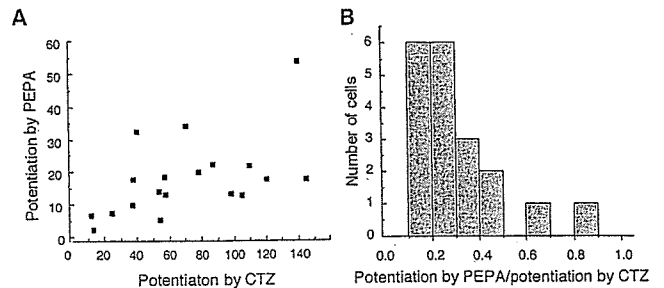 A
Potentiation by PEPA
60
50
40
30
20
10
0
0 20 40 60 80 100 120 140
Potentiaton by CTZ
B
Number of cells
6
5
4
3
2
1
0
0.0 0.2 0.4 0.6 0.8 1.0
Potentiation by PEPA/potentiation by CTZ